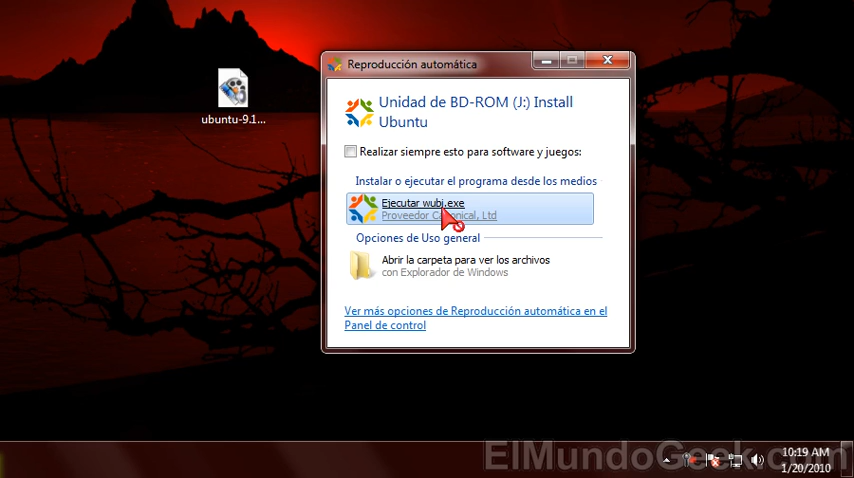 ubuntu-9.1...
Reproducción automática
Unidad de BD-ROM (J:) Install
Ubuntu
Realizar siempre esto para software y juegos:
Instalar o ejecutar el programa desde los medios
Ejecutar wubi.exe
Proveedor Canonical, Ltd
Opciones de Uso general
Abrir la carpeta para ver los archivos
con Explorador de Windows
Ver más opciones de Reproducción automática en el
Panel de control
ElMundoGeek.com
10:19 AM
1/20/2010